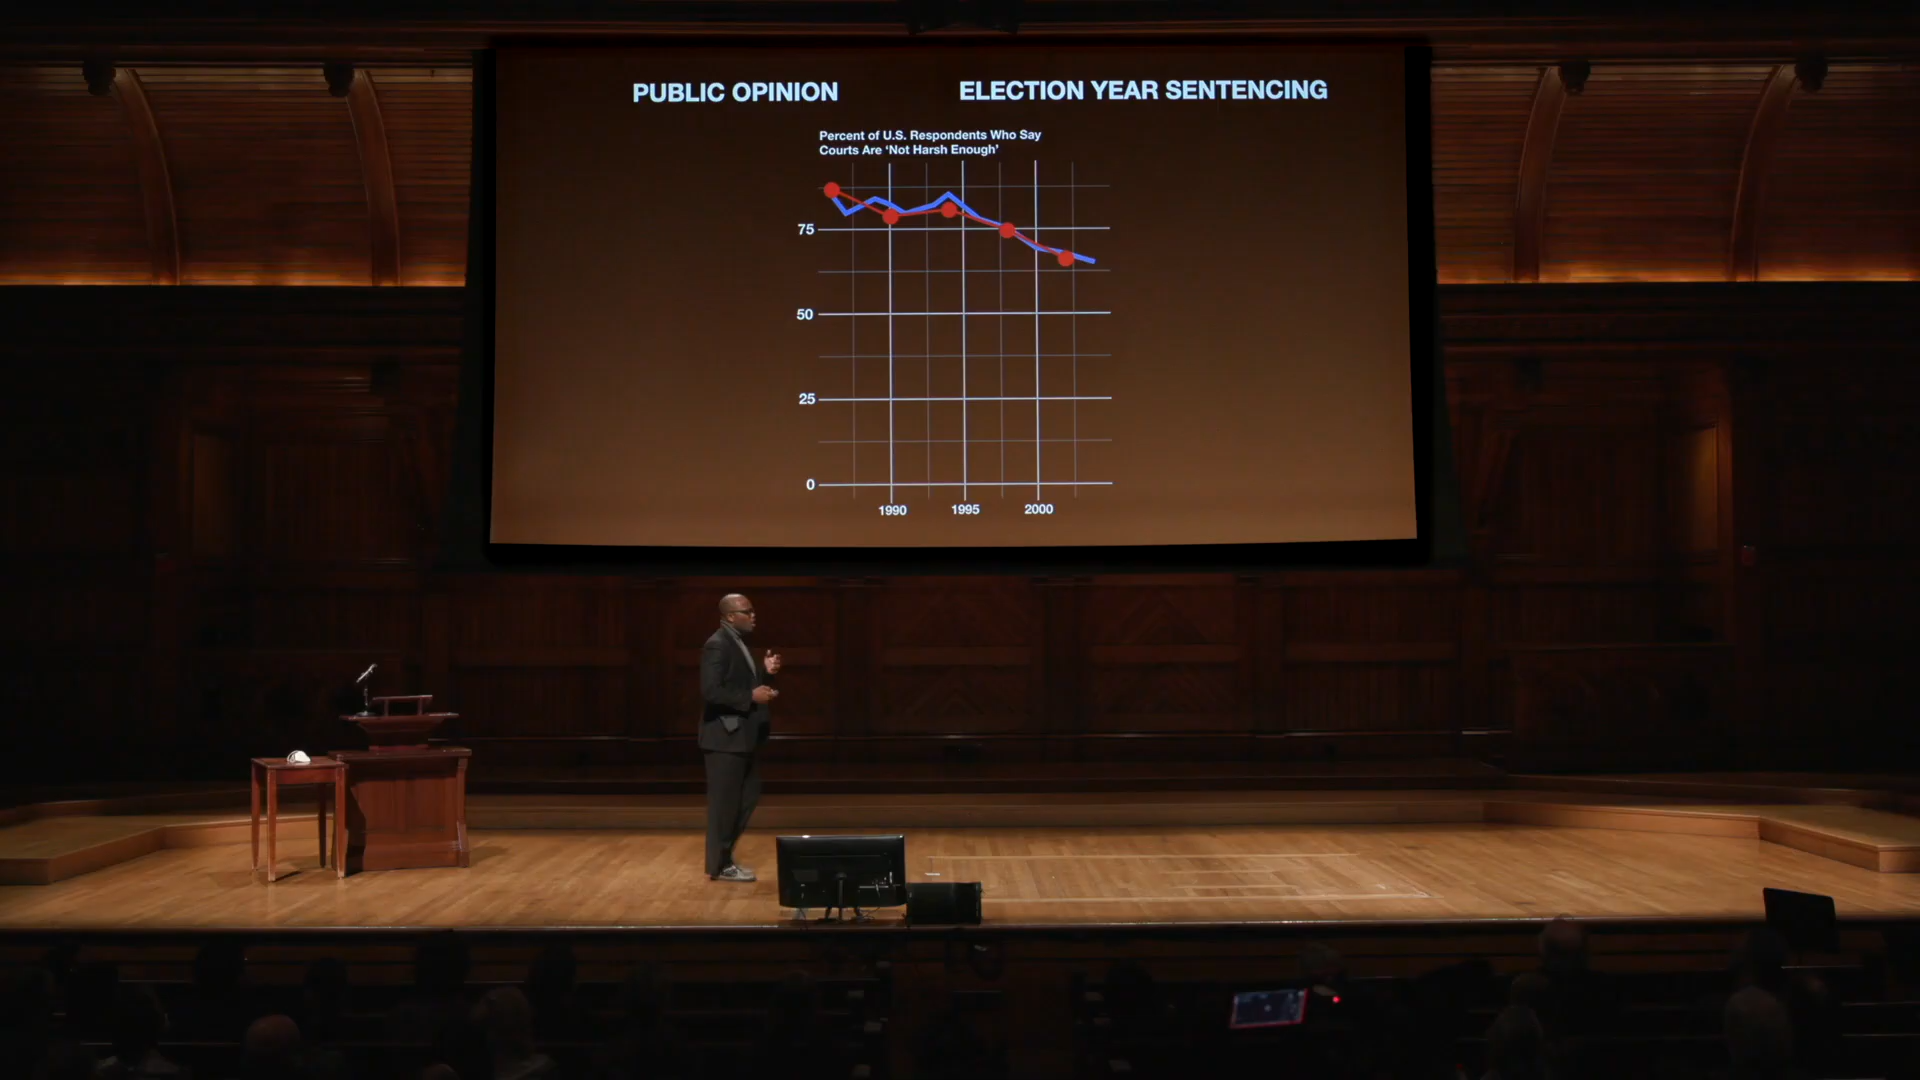 PUBLIC OPINION
ELECTION YEAR SENTENCING
Percent of U.S. Respondents Who Say
Courts Are ‘Not Harsh Enough’
75
50
25
0
1990
1995
2000